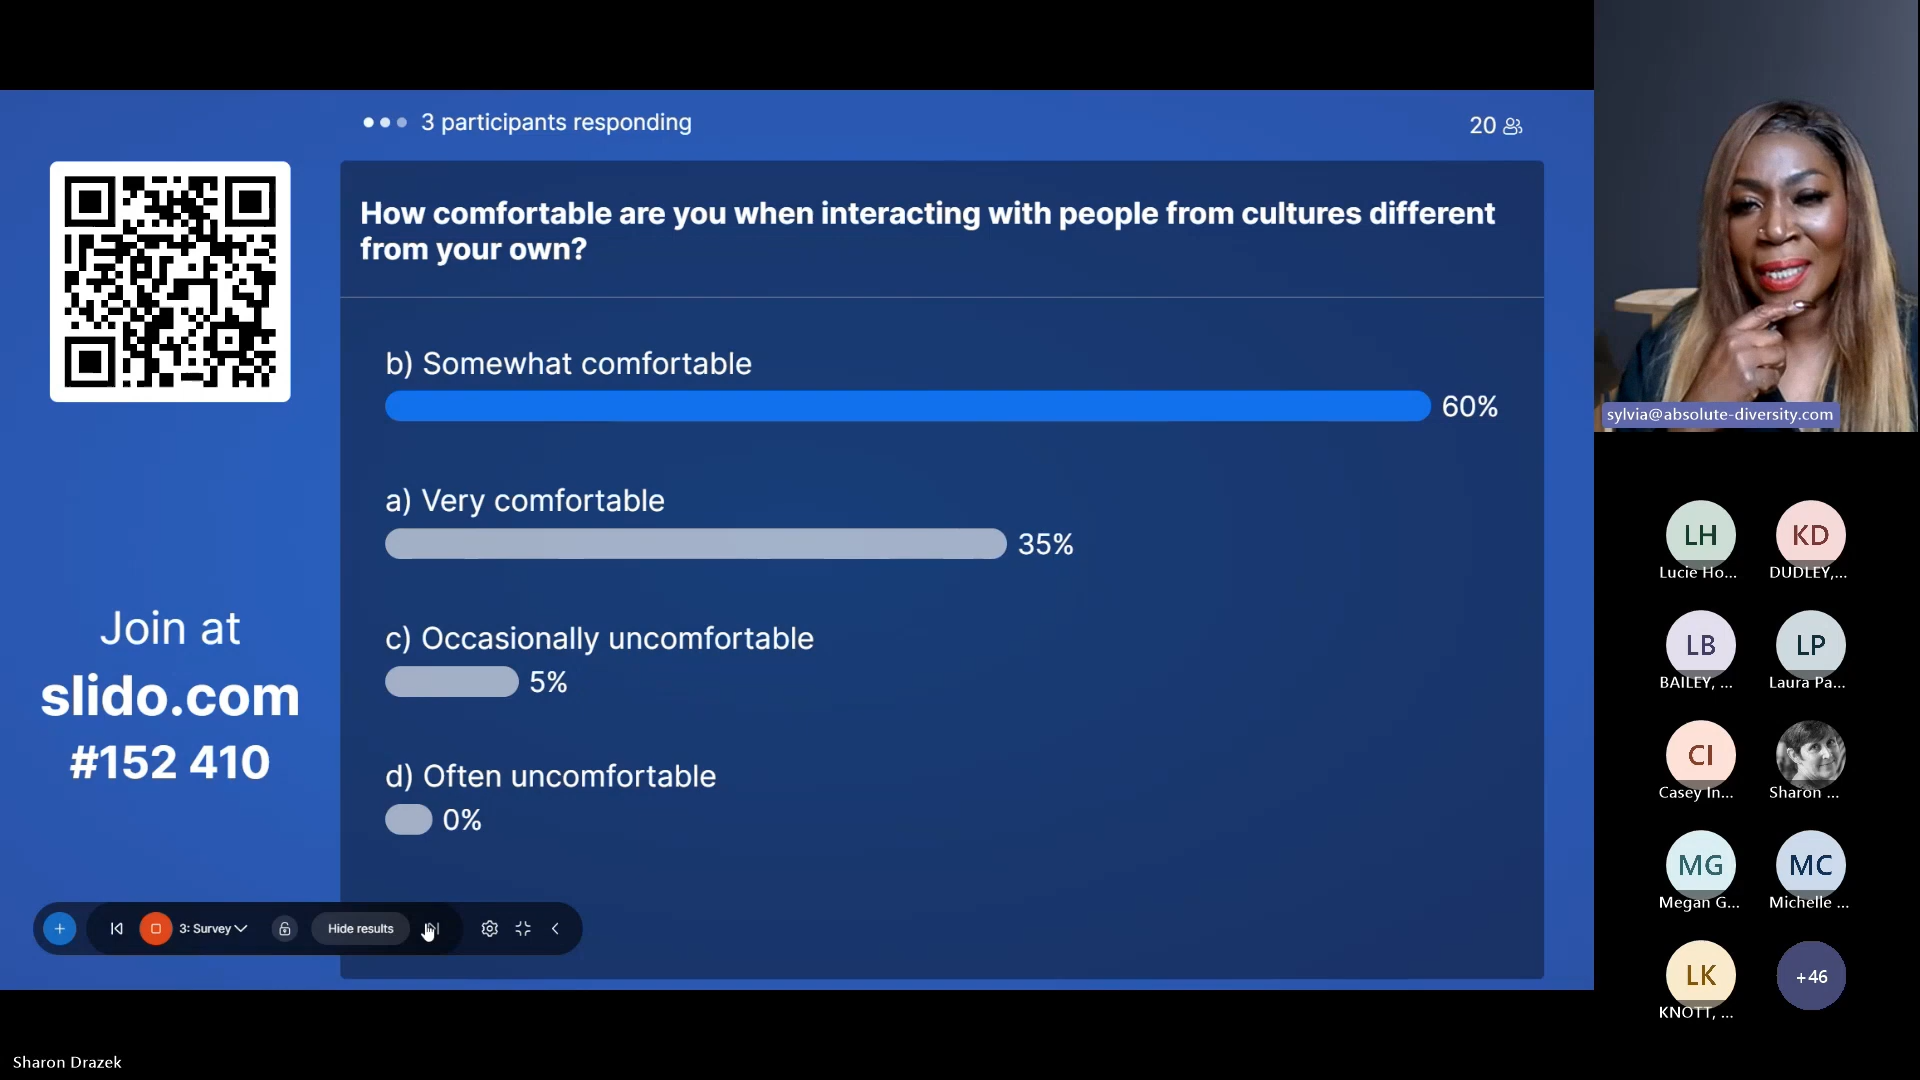 3 participants responding
20
How comfortable are you when interacting with people from cultures different
from your own?
b) Somewhat comfortable
60%
a) Very comfortable
35%
c) Occasionally uncomfortable
5%
d) Often uncomfortable
0%
Join at
slido.com
#152 410
3: Survey
Hide results
sylvia@absolute-diversity.com
LH
Lucie Ho...
KD
DUDLEY,...
LB
BAILEY, ...
LP
Laura Pa...
CI
Casey In...
Sharon ...
MG
Megan G...
MC
Michelle ...
LK
KNOTT, ...
+46
Sharon Drazek